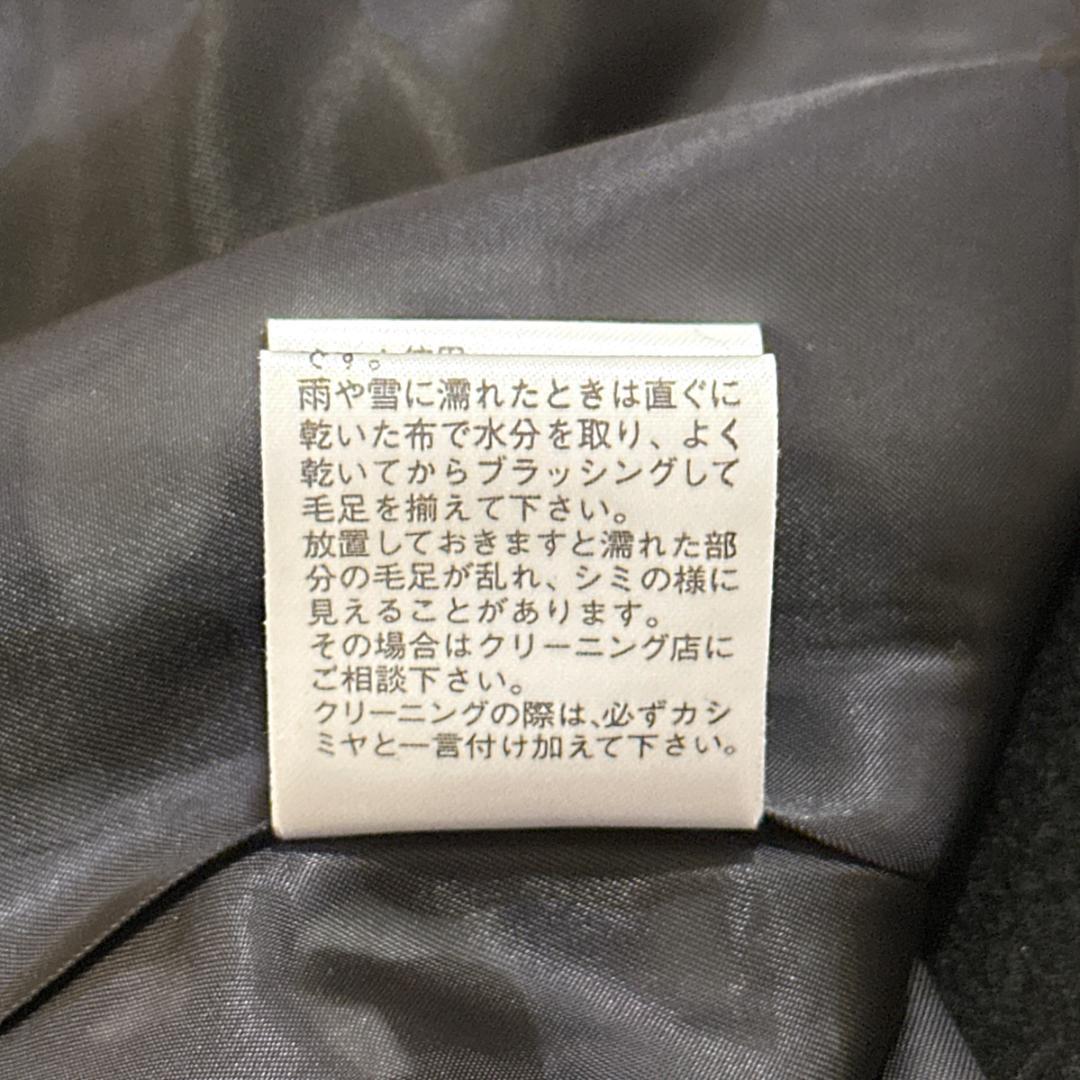 雨や雪に濡れたときは直ぐに
乾いた布で水分を取り、よく
乾いてからブラッシングして
毛足を揃えて下さい。
放置しておきますと濡れた部
分の毛足が乱れ、シミの様に
見えることがあります。
その場合はクリーニング店に
ご相談下さい。
クリーニングの際は、必ずカシ
ミヤと一言付け加えて下さい。